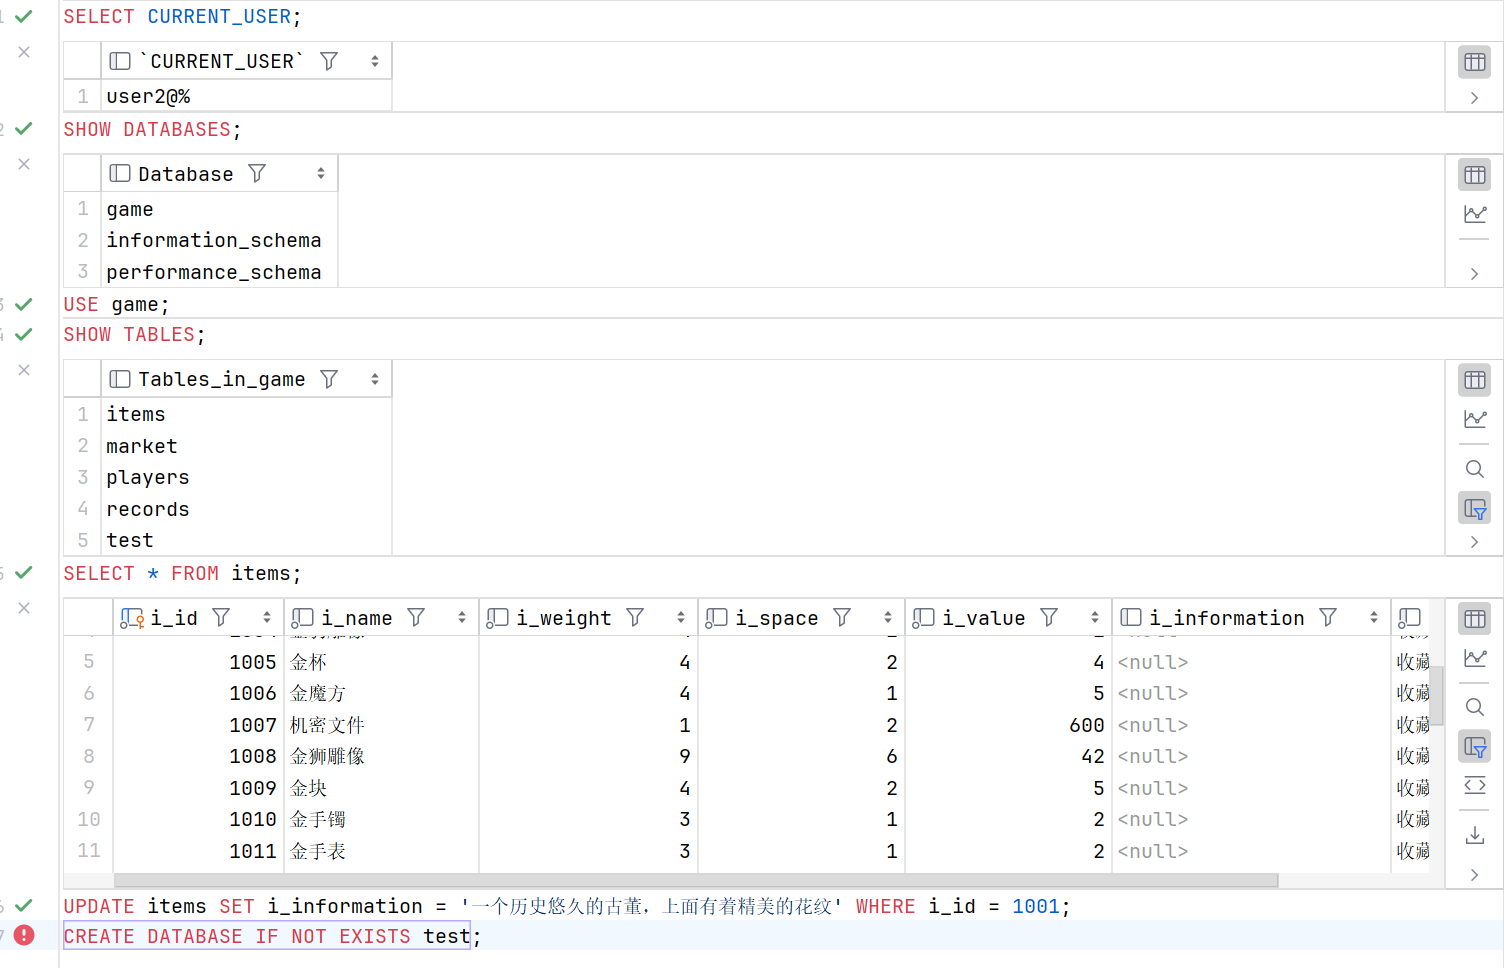 SELECT CURRENT_USER;
`CURRENT_USER`
1 user2@%
2 SHOW DATABASES;
Database
1 game
2 information_schema
3 performance_schema
3 USE game;
4 SHOW TABLES;
Tables_in_game
1 items
2 market
3 players
4 records
5 test
5 SELECT * FROM items;
i_id i_name i_weight i_space i_value i_information
5 1005 金杯 4 2 4 <null> 收藏
6 1006 金魔方 4 1 5 <null> 收藏
7 1007 机密文件 1 2 600 <null> 收藏
8 1008 金狮雕像 9 6 42 <null> 收藏
9 1009 金块 4 2 5 <null> 收藏
10 1010 金手镯 3 1 2 <null> 收藏
11 1011 金手表 3 1 2 <null> 收藏
6 UPDATE items SET i_information = '一个历史悠久的古董，上面有着精美的花纹' WHERE i_id = 1001;
7 CREATE DATABASE IF NOT EXISTS test;